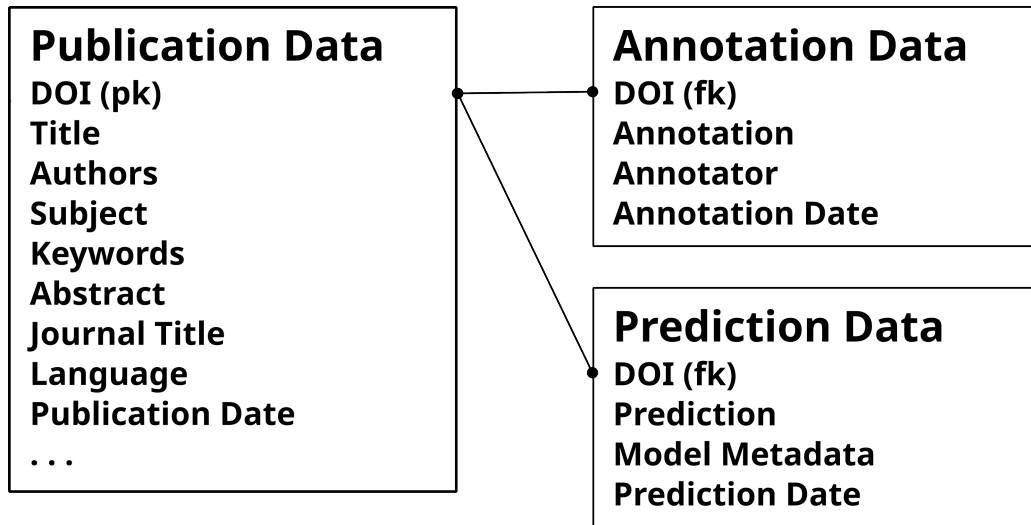 Publication Data
DOI (pk)
Title
Authors
Subject
Keywords
Abstract
Journal Title
Language
Publication Date
. . .
Annotation Data
DOI (fk)
Annotation
Annotator
Annotation Date
Prediction Data
DOI (fk)
Prediction
Model Metadata
Prediction Date